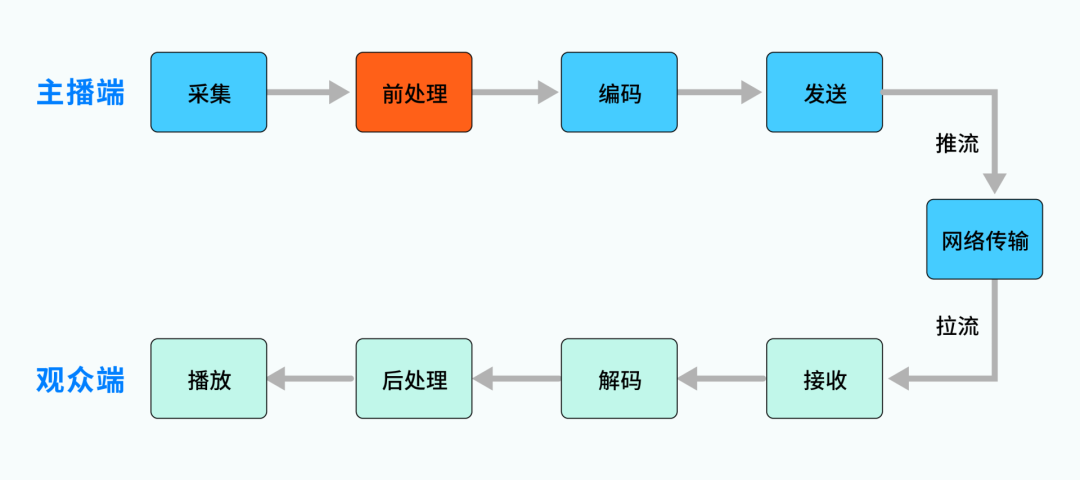 主播端
采集
前处理
编码
发送
推流
网络传输
拉流
观众端
播放
后处理
解码
接收